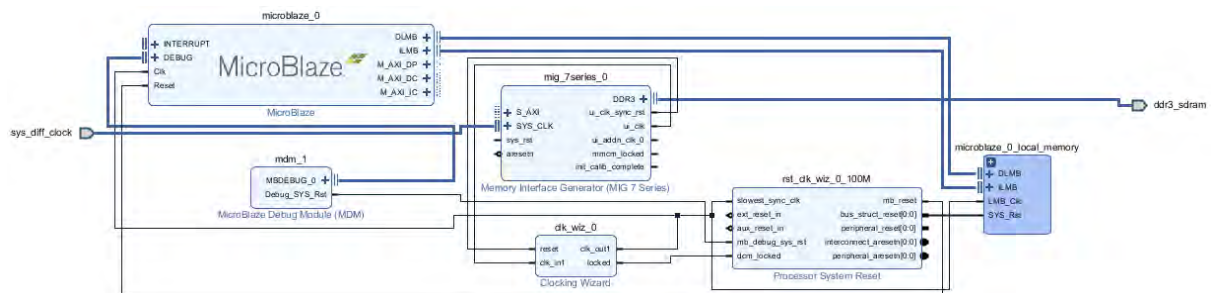 microblaze_0
INTERRUPT
DEBUG
Clk
Reset
MicroBlaze
DLMB
ILMB
M_AXI_DP
M_AXI_DC
M_AXI_IC
MicroBlaze
sys_diff_clock
mig_7series_0
S_AXI
SYS_CLK
sys_rst
aresetn
DDR3
ui_clk_sync_rst
ui_clk
ui_addn_clk_0
mmcm_locked
init_calib_complete
Memory Interface Generator (MIG 7 Series)
ddr3_sdram
mdm_1
MBDEBUG_0
Debug_SYS_Rst
MicroBlaze Debug Module (MDM)
microblaze_0_local_memory
DLMB
ILMB
LMB_Clk
SYS_Rst
rst_clk_wiz_0_100M
slowest_sync_clk
ext_reset_in
aux_reset_in
mb_debug_sys_rst
dcm_locked
mb_reset
bus_struct_reset[0:0]
peripheral_reset[0:0]
interconnect_aresetn[0:0]
peripheral_aresetn[0:0]
Processor System Reset
clk_wiz_0
reset
clk_in1
clk_out1
locked
Clocking Wizard